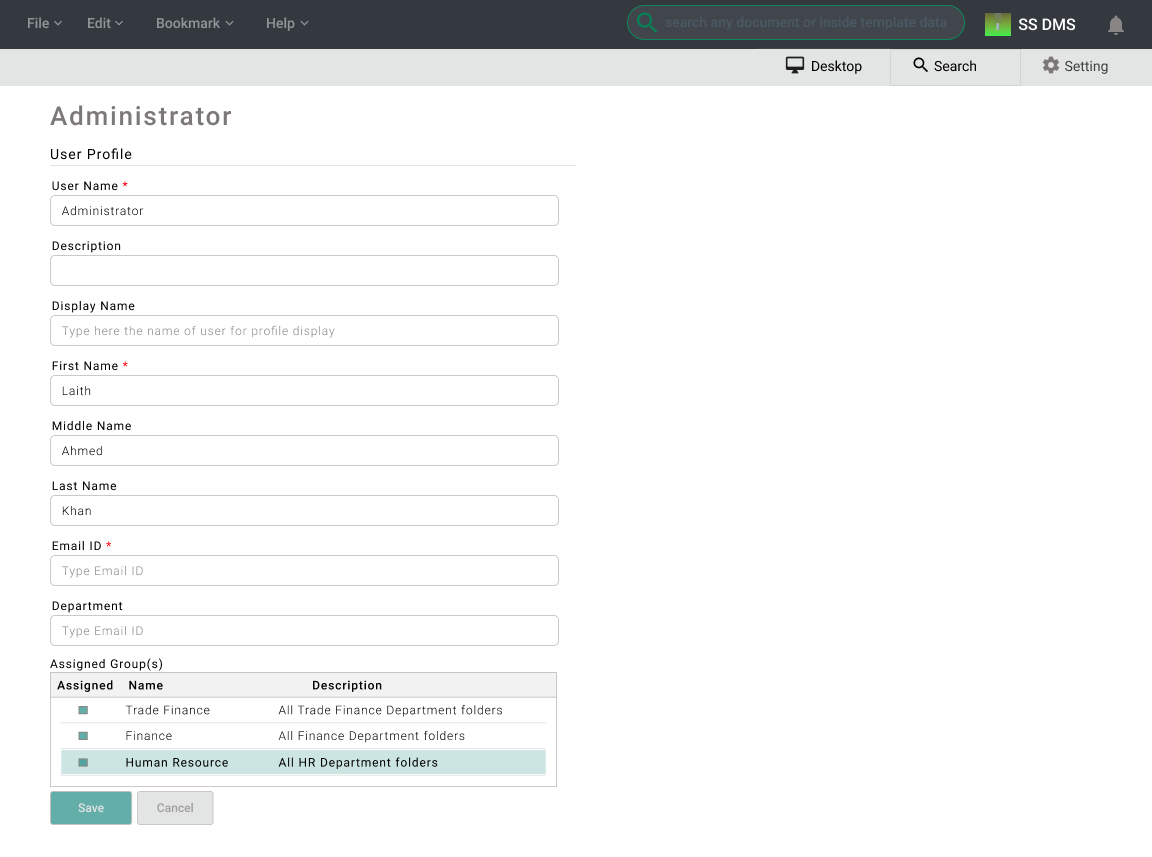 File Edit Bookmark Help search any document or inside template data SS DMS
Desktop Search Setting
Administrator
User Profile
User Name *
Administrator
Description
Display Name
Type here the name of user for profile display
First Name *
Laith
Middle Name
Ahmed
Last Name
Khan
Email ID *
Type Email ID
Department
Type Email ID
Assigned Group(s)
Assigned Name Description
Trade Finance All Trade Finance Department folders
Finance All Finance Department folders
Human Resource All HR Department folders
Save Cancel